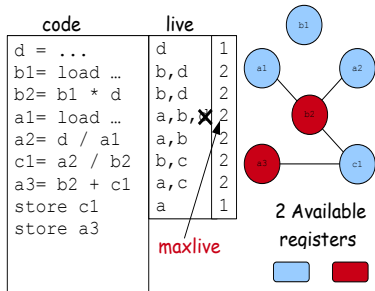 code live
d = ... d 1
b1= load … b,d 2
b2= b1 * d b,d 2
a1= load … a,b, 2
a2= d / a1 a,b 2
c1= a2 / b2 b,c 2
a3= b2 + c1 a,c 2
store c1 a 1
store a3
maxlive
b1
a1
a2
b2
a3
c1
2 Available
registers